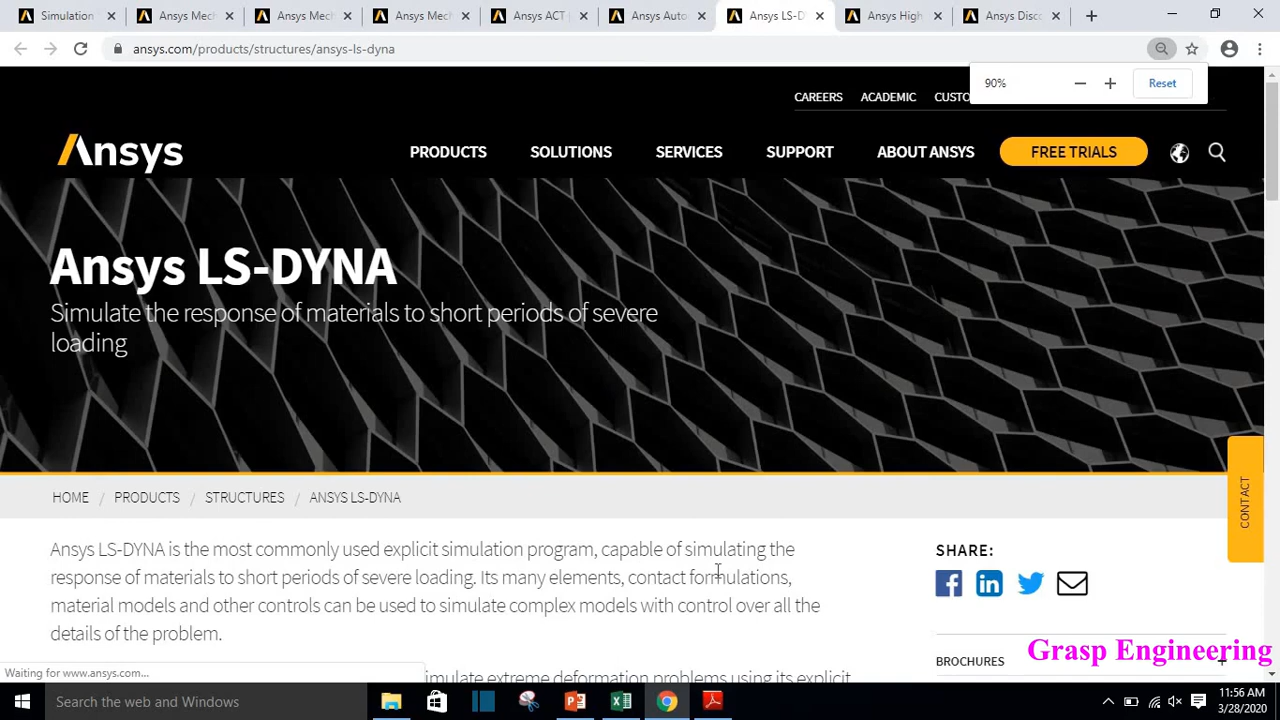 Simulation
Ansys Mech
Ansys Mech
Ansys Mech
Ansys ACT
Ansys Auto
Ansys LS-D
Ansys High
Ansys Disco
ansys.com/products/structures/ansys-ls-dyna
90%
Reset
CAREERS ACADEMIC CUSTO
Ansys
PRODUCTS SOLUTIONS SERVICES SUPPORT ABOUT ANSYS FREE TRIALS
Ansys LS-DYNA
Simulate the response of materials to short periods of severe
loading
CONTACT
HOME / PRODUCTS / STRUCTURES / ANSYS LS-DYNA
Ansys LS-DYNA is the most commonly used explicit simulation program, capable of simulating the
response of materials to short periods of severe loading. Its many elements, contact formulations,
material models and other controls can be used to simulate complex models with control over all the
details of the problem.
imulate extreme deformation problems using its explicit
SHARE:
BROCHURES +
Grasp Engineering
Waiting for www.ansys.com...
Search the web and Windows
11:56 AM
3/28/2020